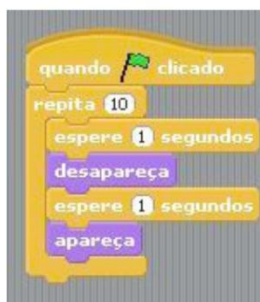 quando clicado
repita 10
espere 1 segundos
desapareça
espere 1 segundos
apareça